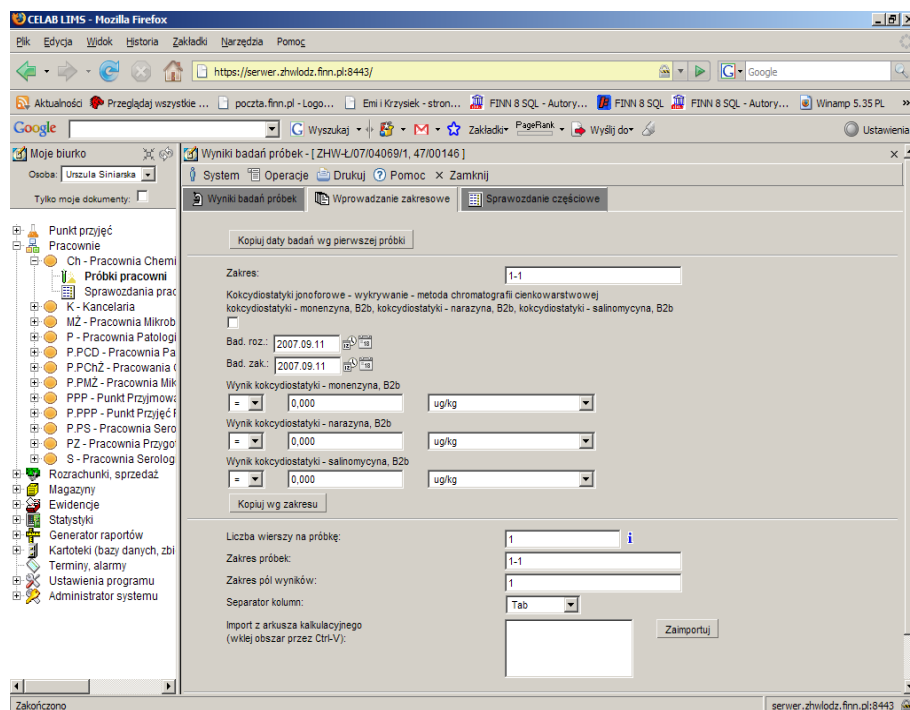 CELAB LIMS - Mozilla Firefox
Plik Edycja Widok Historia Zakładki Narzędzia Pomoc
https://serwer.zhwlodz.finn.pl:8443/
G Google
Aktualności Przeglądaj wszystkie ... poczta.finn.pl - Logo... Emi i Krzysiek - stron... FINN 8 SQL - Autory... FINN 8 SQL FINN 8 SQL - Autory... Winamp 5.35 PL »
Google G Wyszukaj Zakładki PageRank Wyślij do Ustawienia
Moje biurko
Osoba: Urszula Siniarska
Tylko moje dokumenty:
Punkt przyjęć
Pracownie
Ch - Pracownia Chemi
Próbki pracowni
Sprawozdania prac
K - Kancelaria
MŻ - Pracownia Mikrob
P - Pracownia Patologi
P.PCD - Pracownia Pa
P.PChŻ - Pracowania (
P.PMŻ - Pracownia Mik
PPP - Punkt Przyjmowa
P.PPP - Punkt Przyjęć F
P.PS - Pracownia Sero
PZ - Pracownia Przygo
S - Pracownia Serolog
Rozrachunki, sprzedaż
Magazyny
Ewidencje
Statystyki
Generator raportów
Kartoteki (bazy danych, zbi
Terminy, alarmy
Ustawienia programu
Administrator systemu
Wyniki badań próbek - [ ZHW-Ł/07/04069/1, 47/00146 ] x
System Operacje Drukuj Pomoc × Zamknij
Wyniki badań próbek Wprowadzanie zakresowe Sprawozdanie częściowe
Kopiuj daty badań wg pierwszej próbki
Zakres: 1-1
Kokcydiostatyki jonoforowe - wykrywanie - metoda chromatografii cienkowarstwowej
kokcydiostatyki - monenzyna, B2b, kokcydiostatyki - narazyna, B2b, kokcydiostatyki - salinomycyna, B2b
Bad. roz.: 2007.09.11
Bad. zak.: 2007.09.11
Wynik kokcydiostatyki - monenzyna, B2b
= 0,000 ug/kg
Wynik kokcydiostatyki - narazyna, B2b
= 0,000 ug/kg
Wynik kokcydiostatyki - salinomycyna, B2b
= 0,000 ug/kg
Kopiuj wg zakresu
Liczba wierszy na próbkę: 1 i
Zakres próbek: 1-1
Zakres pól wyników: 1
Separator kolumn: Tab
Import z arkusza kalkulacyjnego
(wklej obszar przez Ctrl-V): Zaimportuj
Zakończono serwer.zhwlodz.finn.pl:8443